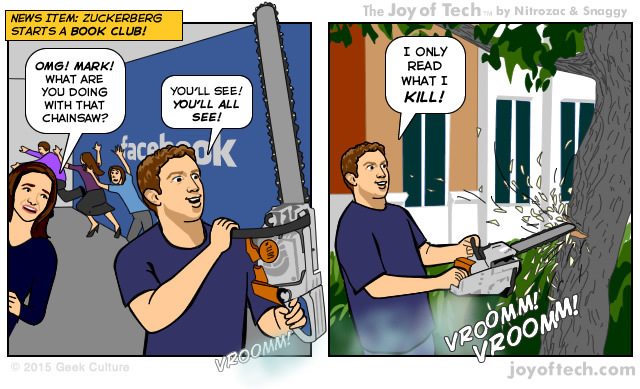 The Joy of Tech™ by Nitrozac & Snaggy
NEWS ITEM: ZUCKERBERG
STARTS A BOOK CLUB!
OMG! MARK!
WHAT ARE
YOU DOING
WITH THAT
CHAINSAW?
YOU'LL SEE!
YOU'LL ALL
SEE!
facebook
VROOMM!
I ONLY
READ
WHAT I
KILL!
VROOMM!
VROOMM!
© 2015 Geek Culture
joyoftech.com